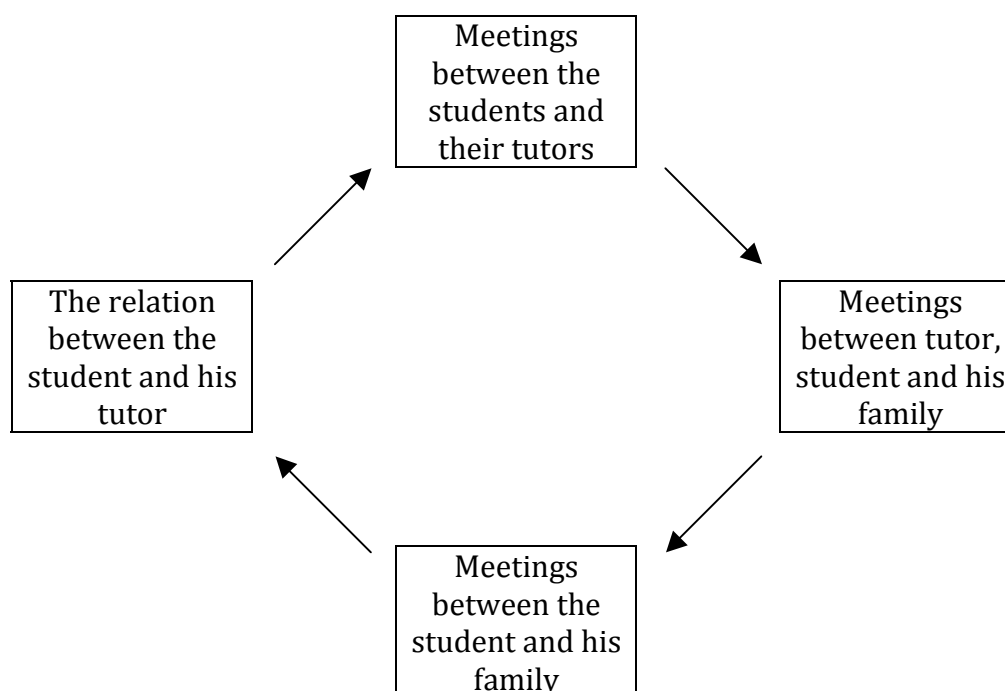 Meetings
between the
students and
their tutors
The relation
between the
student and his
tutor
Meetings
between tutor,
student and his
family
Meetings
between the
student and his
family